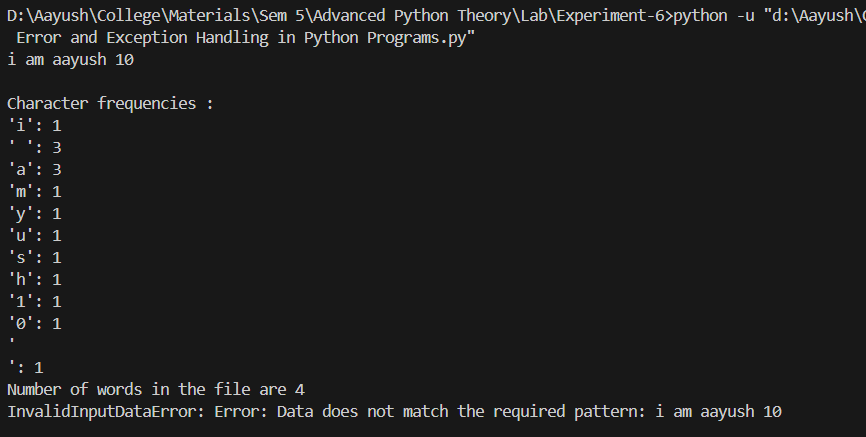 D:\Aayush\College\Materials\Sem 5\Advanced Python Theory\Lab\Experiment-6>python -u "d:\Aayush\
 Error and Exception Handling in Python Programs.py"
i am aayush 10

Character frequencies :
'i': 1
' ': 3
'a': 3
'm': 1
'y': 1
'u': 1
's': 1
'h': 1
'1': 1
'0': 1
'
': 1
Number of words in the file are 4
InvalidInputDataError: Error: Data does not match the required pattern: i am aayush 10